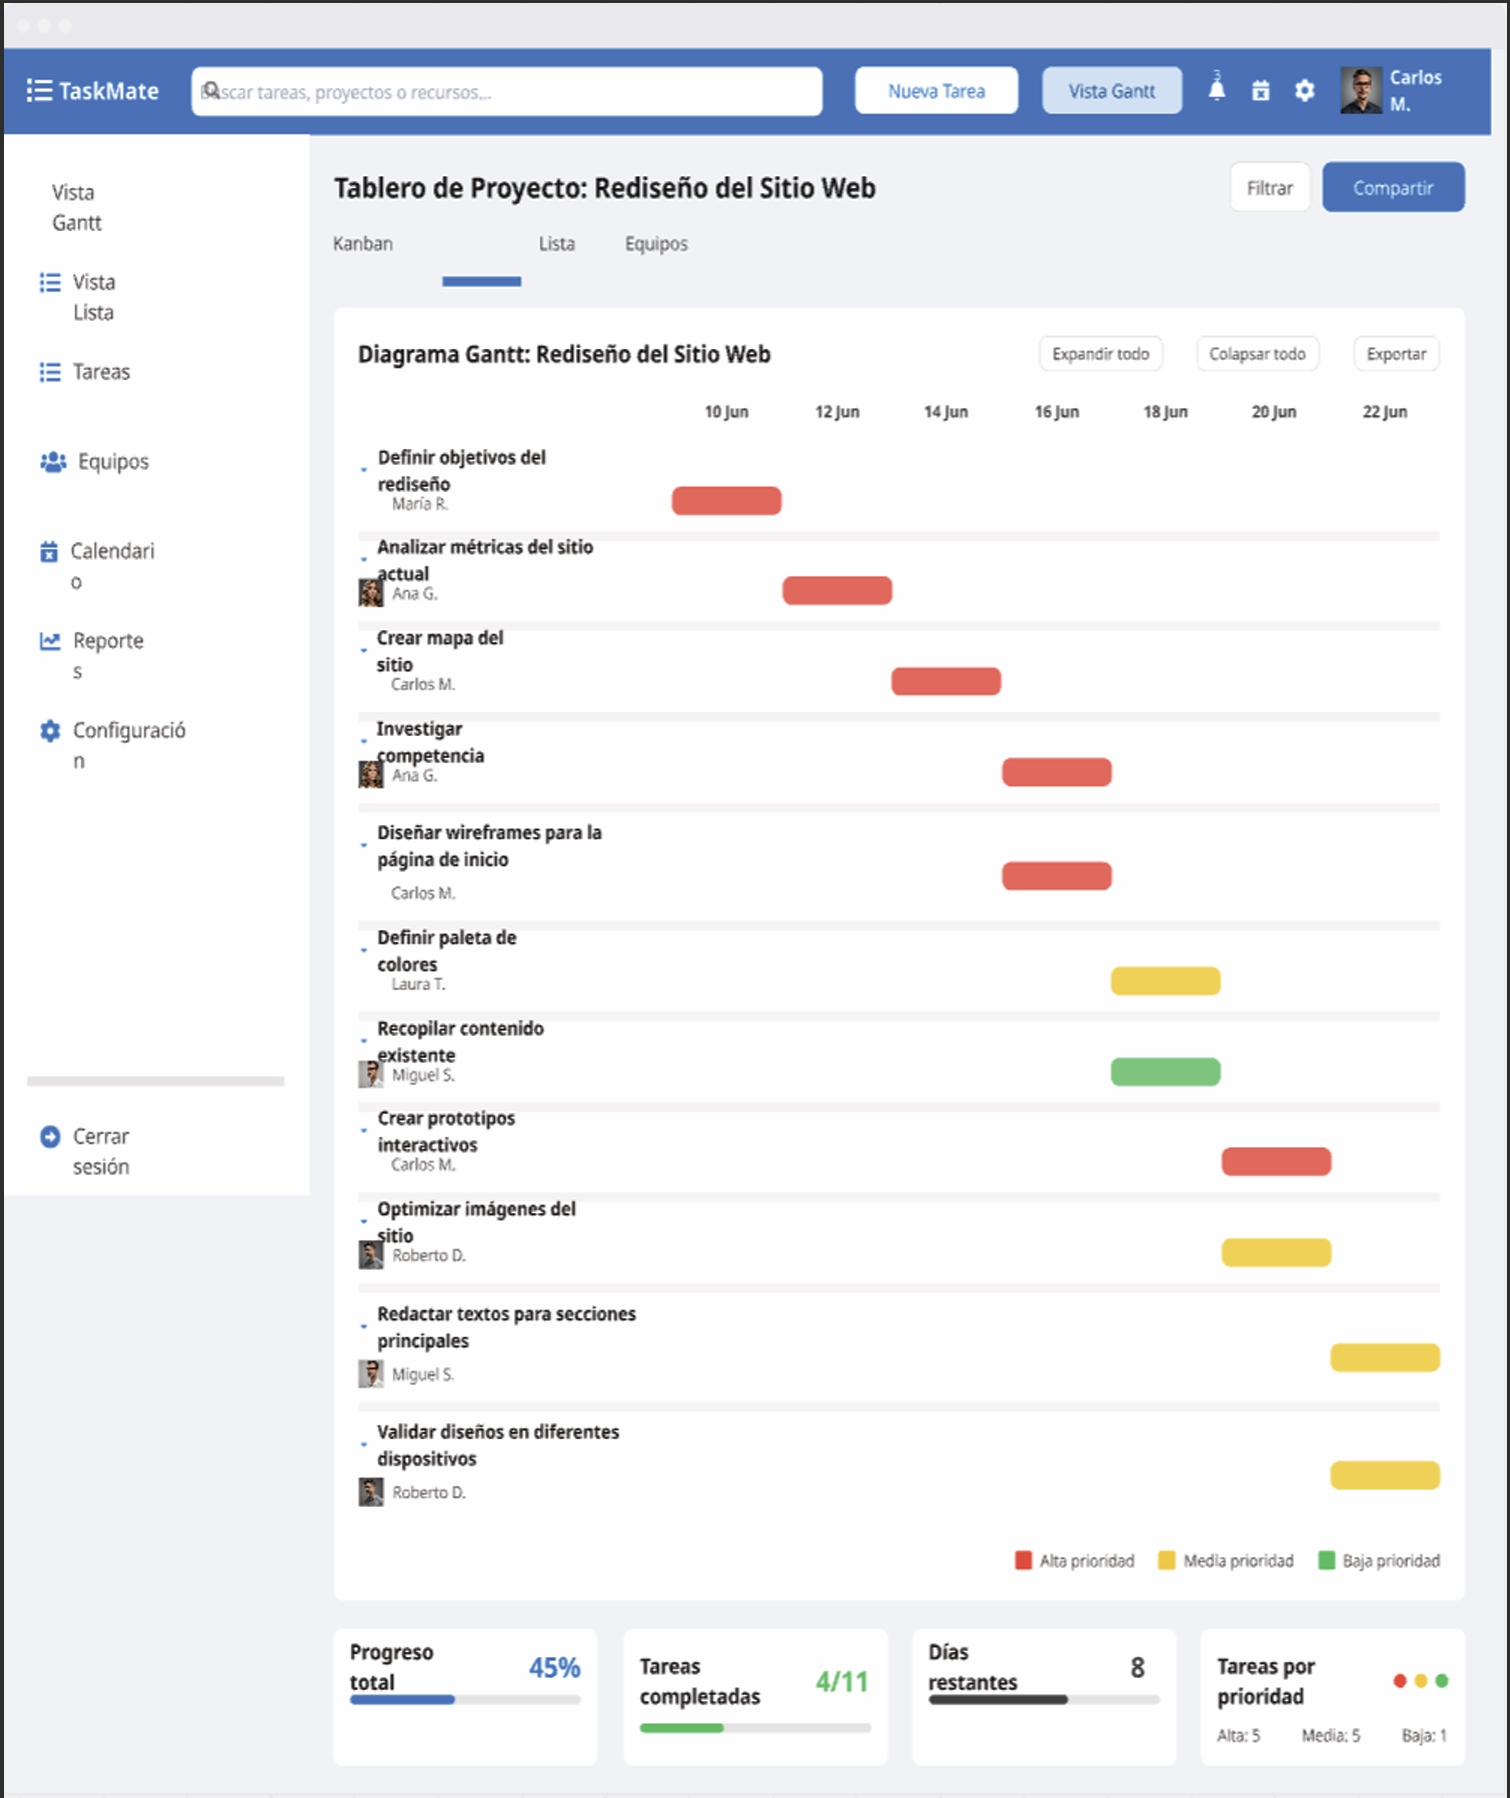 TaskMate
Buscar tareas, proyectos o recursos,..
Nueva Tarea
Vista Gantt
3
Carlos
M.
Vista
Gantt
Vista
Lista
Tareas
Equipos
Calendari
o
Reporte
s
Configuració
n
Cerrar
sesión
Tablero de Proyecto: Rediseño del Sitio Web
Filtrar
Compartir
Kanban
Lista
Equipos
Diagrama Gantt: Rediseño del Sitio Web
Expandir todo
Colapsar todo
Exportar
10 Jun
12 Jun
14 Jun
16 Jun
18 Jun
20 Jun
22 Jun
Definir objetivos del
rediseño
María R.
Analizar métricas del sitio
actual
Ana G.
Crear mapa del
sitio
Carlos M.
Investigar
competencia
Ana G.
Diseñar wireframes para la
página de inicio
Carlos M.
Definir paleta de
colores
Laura T.
Recopilar contenido
existente
Miguel S.
Crear prototipos
interactivos
Carlos M.
Optimizar imágenes del
sitio
Roberto D.
Redactar textos para secciones
principales
Miguel S.
Validar diseños en diferentes
dispositivos
Roberto D.
Alta prioridad
Media prioridad
Baja prioridad
Progreso
total
45%
Tareas
completadas
4/11
Días
restantes
8
Tareas por
prioridad
Alta: 5
Media: 5
Baja: 1